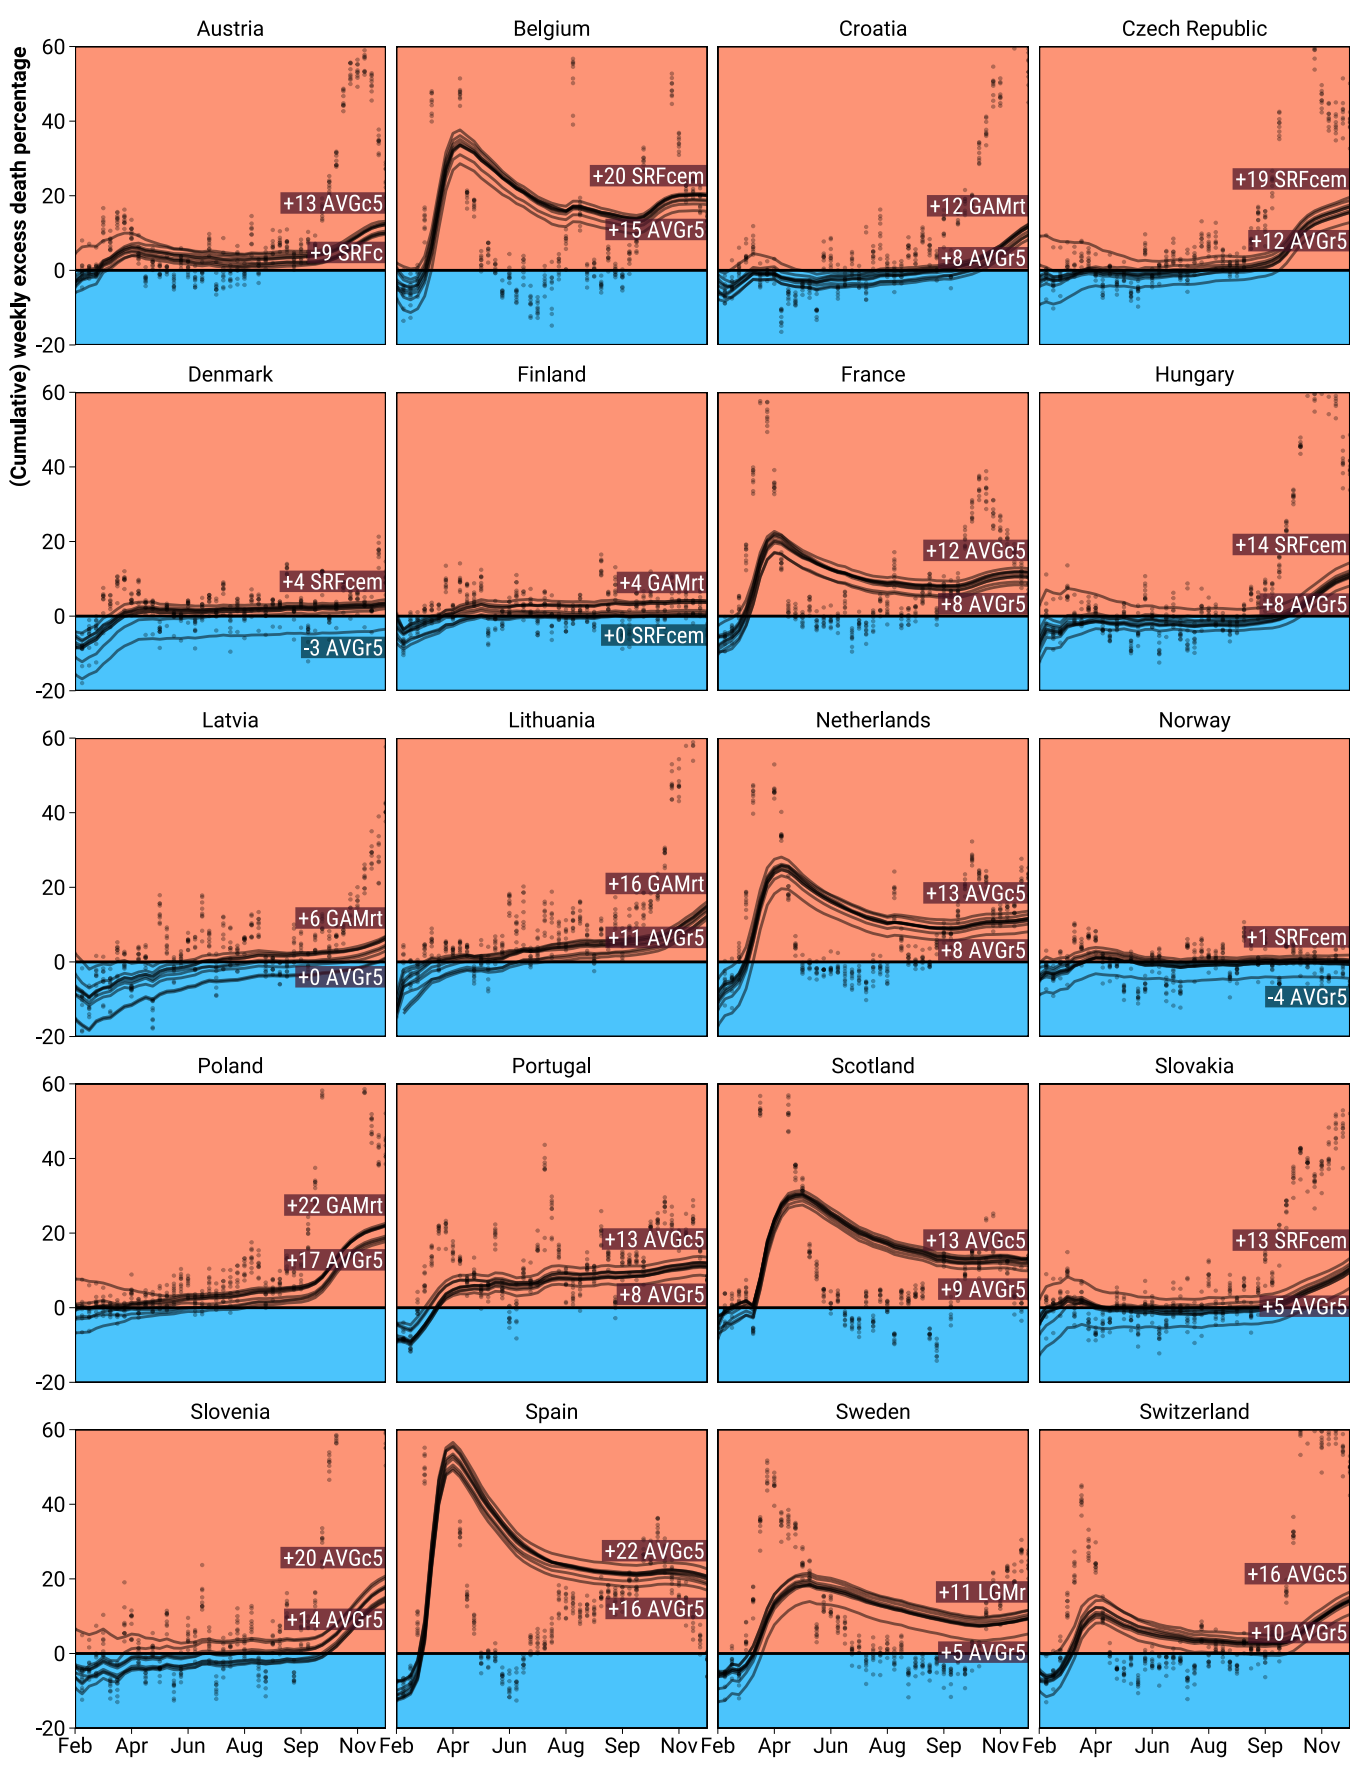 (Cumulative) weekly excess death percentage
Austria Belgium Croatia Czech Republic
60
40
20
0
-20
+13 AVGc5
+9 SRFc
+20 SRFcem
+15 AVGr5
+12 GAMrt
+8 AVGr5
+19 SRFcem
+12 AVGr5
Denmark Finland France Hungary
60
40
20
0
-20
+4 SRFcem
-3 AVGr5
+4 GAMrt
+0 SRFcem
+12 AVGc5
+8 AVGr5
+14 SRFcem
+8 AVGr5
Latvia Lithuania Netherlands Norway
60
40
20
0
-20
+6 GAMrt
+0 AVGr5
+16 GAMrt
+11 AVGr5
+13 AVGc5
+8 AVGr5
+1 SRFcem
-4 AVGr5
Poland Portugal Scotland Slovakia
60
40
20
0
-20
+22 GAMrt
+17 AVGr5
+13 AVGc5
+8 AVGr5
+13 AVGc5
+9 AVGr5
+13 SRFcem
+5 AVGr5
Slovenia Spain Sweden Switzerland
60
40
20
0
-20
+20 AVGc5
+14 AVGr5
+22 AVGc5
+16 AVGr5
+11 LGMr
+5 AVGr5
+16 AVGc5
+10 AVGr5
Feb Apr Jun Aug Sep Nov Feb Apr Jun Aug Sep Nov Feb Apr Jun Aug Sep Nov Feb Apr Jun Aug Sep Nov